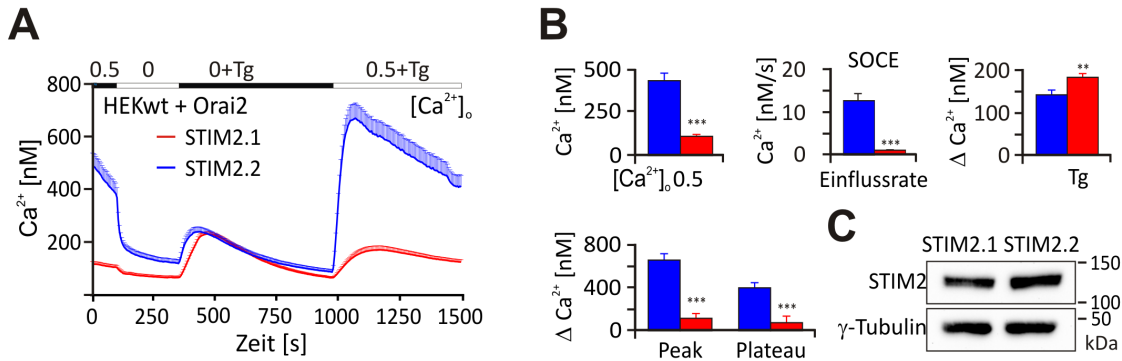 A
0.5 0 0+Tg 0.5+Tg
800
HEKwt + Orai2
[Ca²⁺]ₒ
STIM2.1
STIM2.2
600
400
200
Ca²⁺ [nM]
0 250 500 750 1000 1250 1500
Zeit [s]
B
500
250
0
Ca²⁺ [nM]
***
[Ca²⁺]ₒ 0.5
SOCE
20
10
0
Ca²⁺ [nM/s]
***
Einflussrate
200
100
0
Δ Ca²⁺ [nM]
**
Tg
800
400
0
Δ Ca²⁺ [nM]
***
***
Peak Plateau
C
STIM2.1 STIM2.2
STIM2
150
100
γ-Tubulin
50
kDa